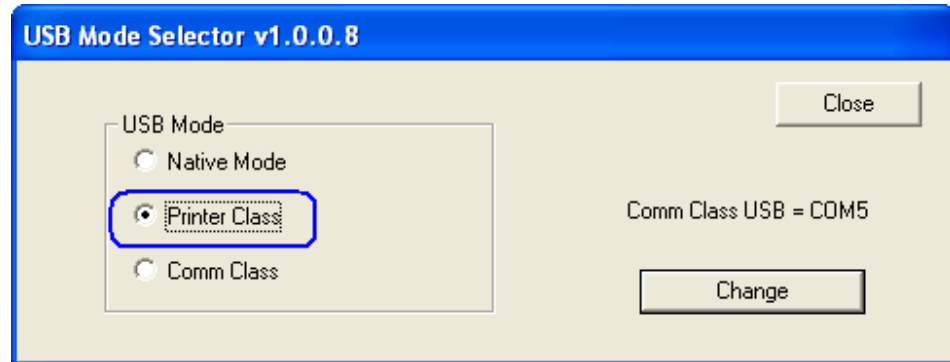 USB Mode Selector v1.0.0.8
Close
USB Mode
Native Mode
Printer Class
Comm Class USB = COM5
Comm Class
Change